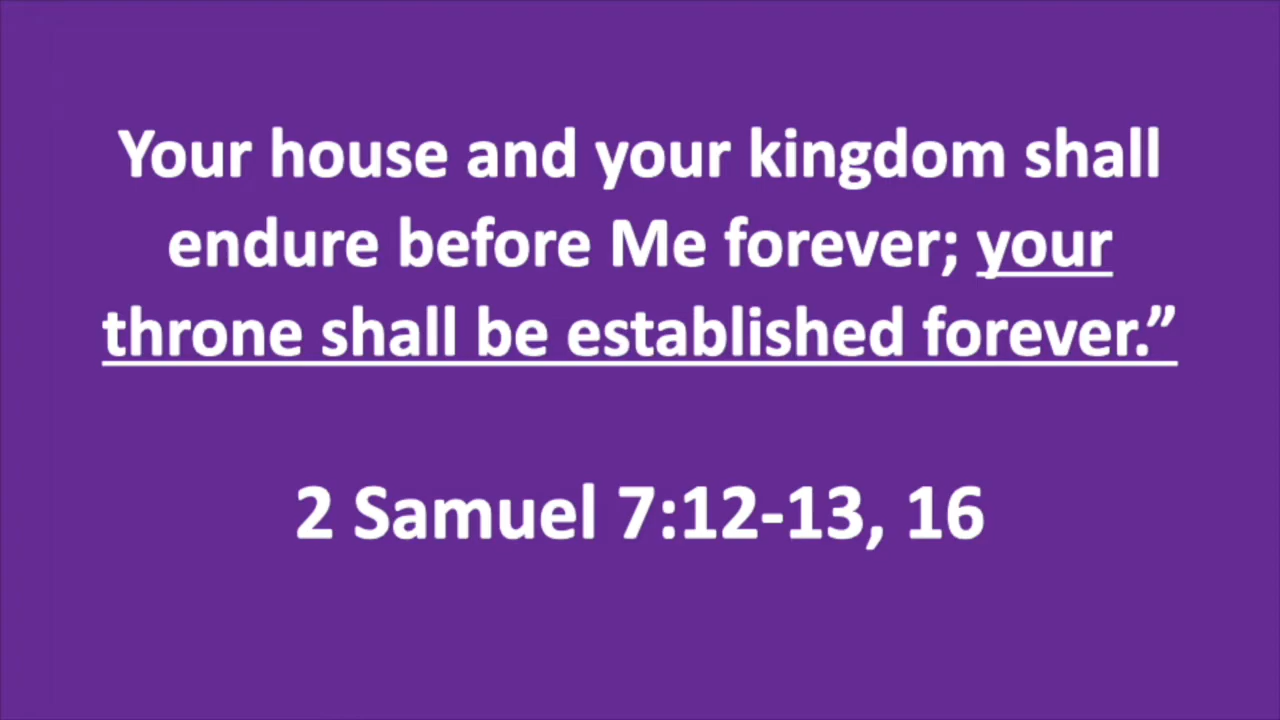 Your house and your kingdom shall
endure before Me forever; your
throne shall be established forever.”
2 Samuel 7:12-13, 16